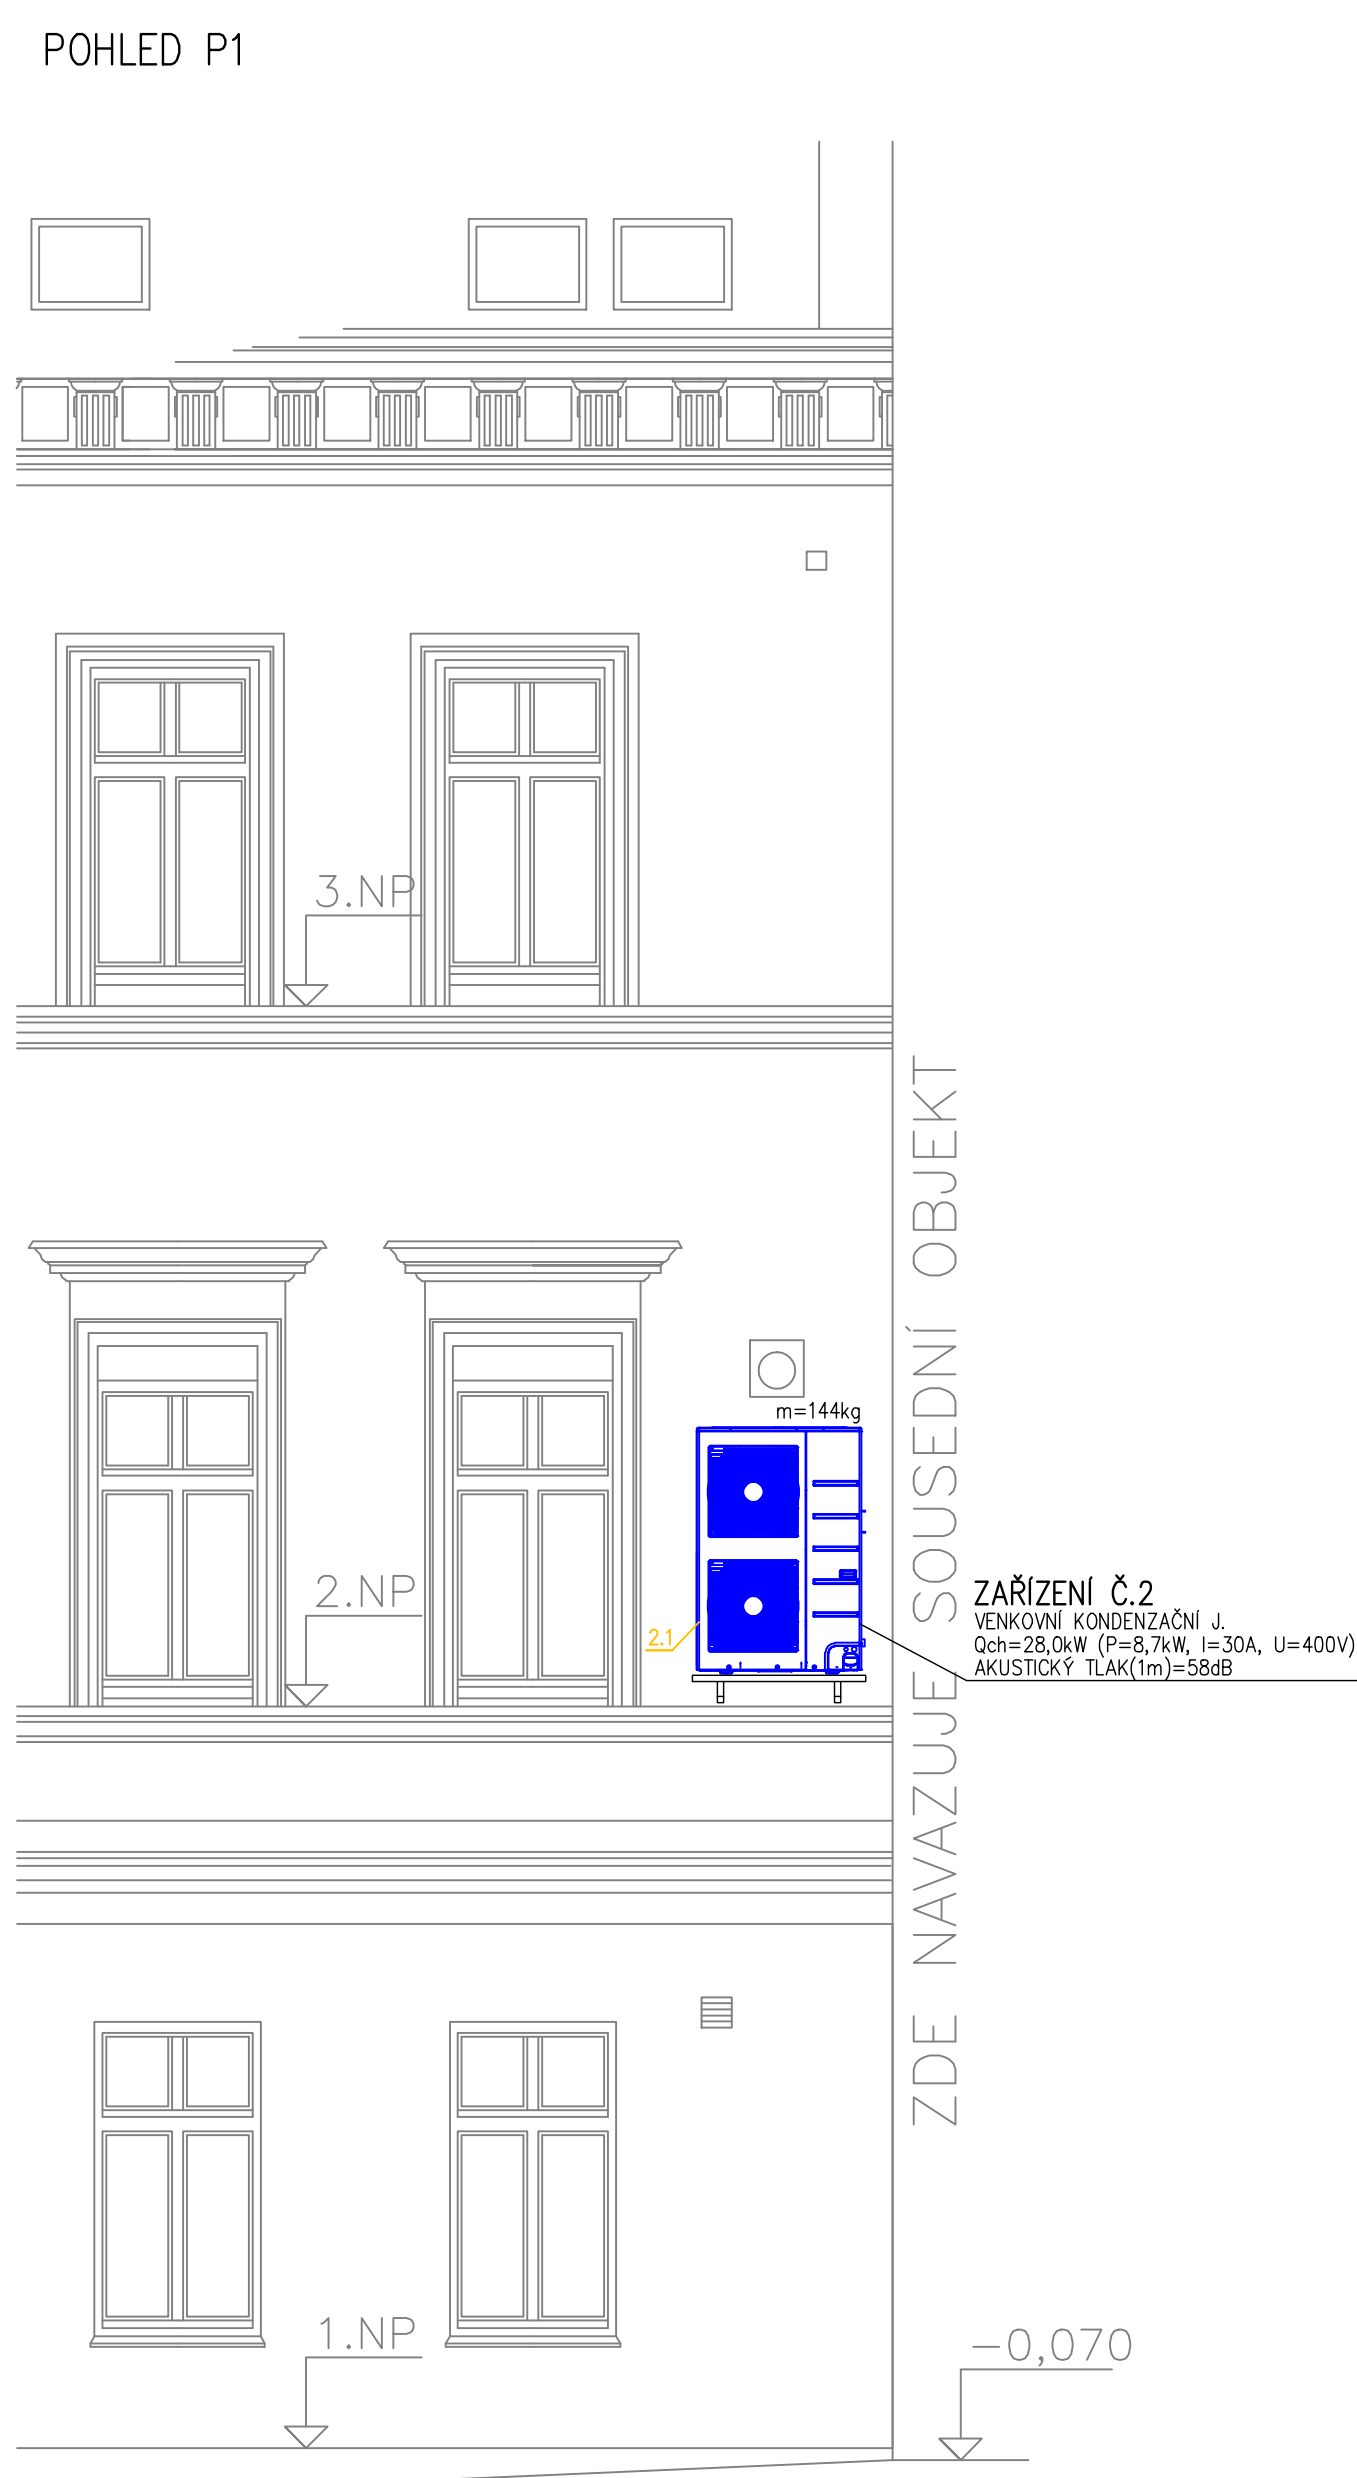 POHLED P1
3.NP
m=144kg
2.NP
2.1
ZAŘÍZENÍ Č.2
VENKOVNÍ KONDENZAČNÍ J.
Qch=28,0kW (P=8,7kW, I=30A, U=400V)
AKUSTICKÝ TLAK(1m)=58dB
ZDE NAVAZUJE SOUSEDNÍ OBJEKT
1.NP
-0,070